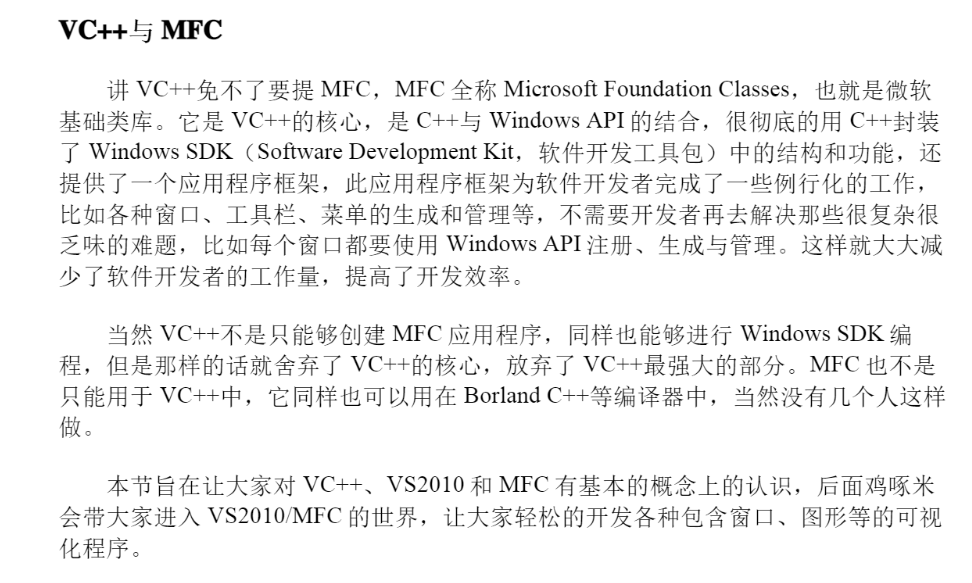 VC++与 MFC
讲 VC++免不了要提 MFC，MFC 全称 Microsoft Foundation Classes，也就是微软
基础类库。它是 VC++的核心，是 C++与 Windows API 的结合，很彻底的用 C++封装
了 Windows SDK（Software Development Kit，软件开发工具包）中的结构和功能，还
提供了一个应用程序框架，此应用程序框架为软件开发者完成了一些例行化的工作，
比如各种窗口、工具栏、菜单的生成和管理等，不需要开发者再去解决那些很复杂很
乏味的难题，比如每个窗口都要使用 Windows API 注册、生成与管理。这样就大大减
少了软件开发者的工作量，提高了开发效率。
当然 VC++不是只能够创建 MFC 应用程序，同样也能够进行 Windows SDK 编
程，但是那样的话就舍弃了 VC++的核心，放弃了 VC++最强大的部分。MFC 也不是
只能用于 VC++中，它同样也可以用在 Borland C++等编译器中，当然没有几个人这样
做。
本节旨在让大家对 VC++、VS2010 和 MFC 有基本的概念上的认识，后面鸡啄米
会带大家进入 VS2010/MFC 的世界，让大家轻松的开发各种包含窗口、图形等的可视
化程序。